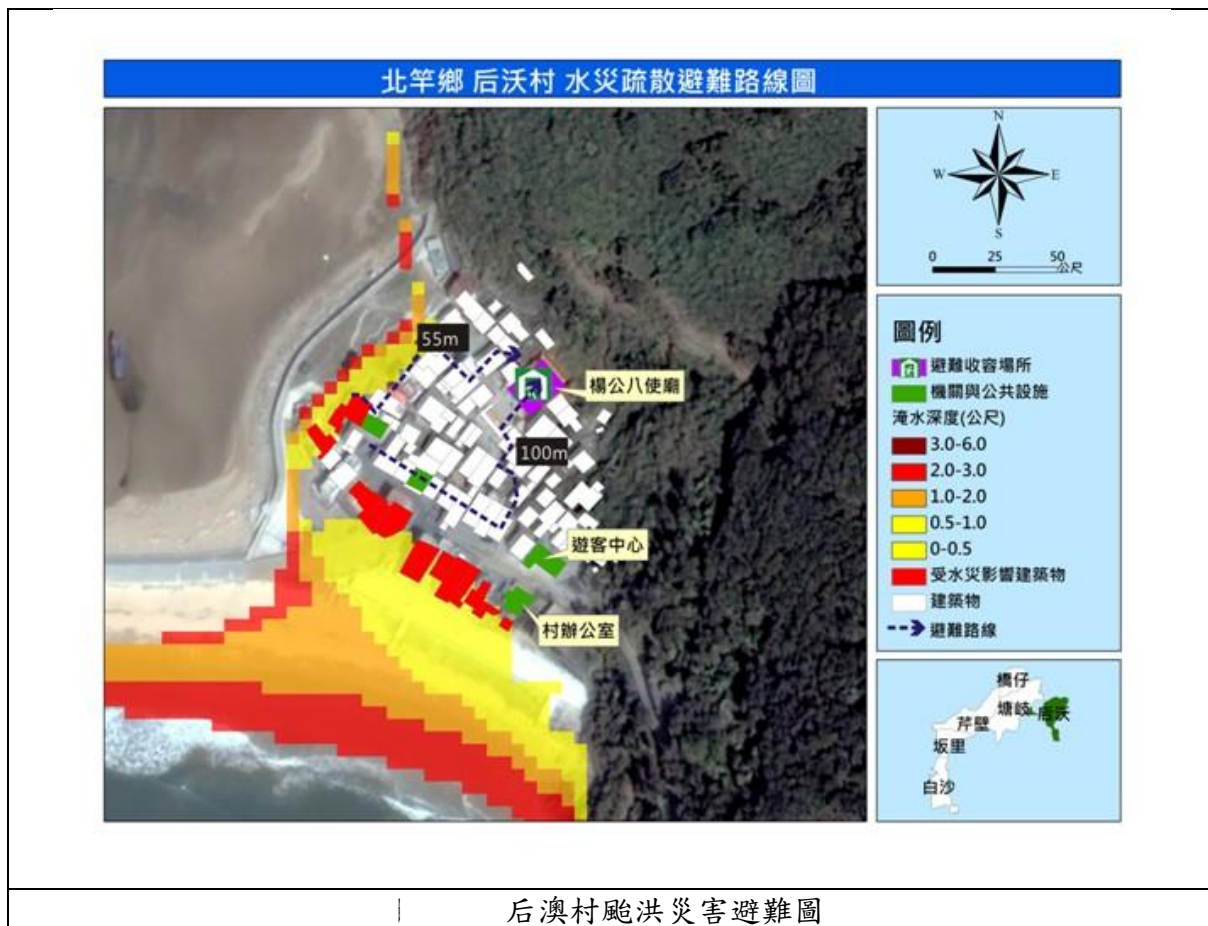 北竿鄉 后沃村 水災疏散避難路線圖
55m
楊公八使廟
100m
遊客中心
村辦公室
N
W
E
S
0 25 50
公尺
圖例
避難收容場所
機關與公共設施
淹水深度(公尺)
3.0-6.0
2.0-3.0
1.0-2.0
0.5-1.0
0-0.5
受水災影響建築物
建築物
避難路線
橋仔
塘岐
后沃
芹壁
坂里
白沙
后澳村颱洪災害避難圖